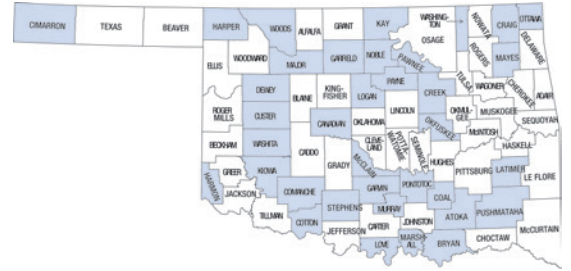 CIMARRON
TEXAS
BEAVER
HARPER
WOODS
ALFALFA
GRANT
KAY
WASHING-
TON
OSAGE
NOWATA
CRAIG
OTTAWA
ELLIS
WOODWARD
MAJOR
GARFIELD
NOBLE
PAWNEE
ROGERS
MAYES
DELAWARE
DEWEY
BLAINE
KING-
FISHER
LOGAN
PAYNE
CREEK
TULSA
WAGONER
CHEROKEE
ADAIR
ROGER
MILLS
CUSTER
CANADIAN
OKLAHOMA
LINCOLN
OKFUSKEE
OKMUL-
GEE
MUSKOGEE
SEQUOYAH
BECKHAM
WASHITA
CADDO
GRADY
CLEVE-
LAND
POTTA-
WATOMIE
SEMINOLE
HUGHES
McINTOSH
HASKELL
HARMON
GREER
KIOWA
McCLAIN
PITTSBURG
LATIMER
LE FLORE
JACKSON
COMANCHE
GARVIN
PONTOTOC
COAL
TILLMAN
COTTON
STEPHENS
MURRAY
JOHNSTON
ATOKA
PUSHMATAHA
McCURTAIN
JEFFERSON
CARTER
LOVE
MARSH-
ALL
BRYAN
CHOCTAW